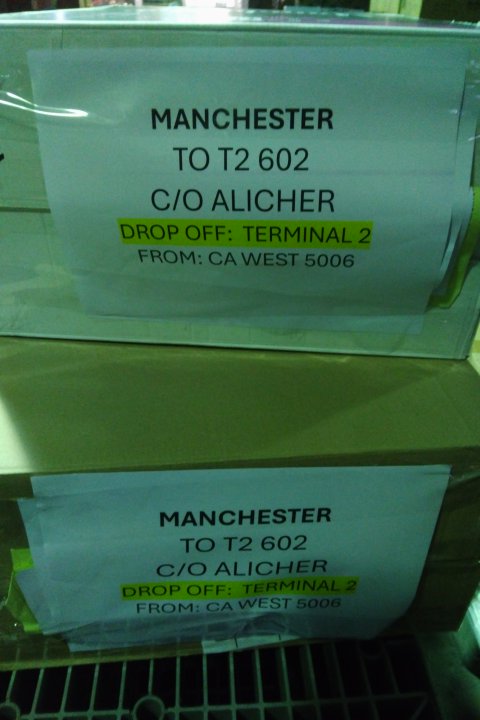 MANCHESTER
TO T2 602
C/O ALICHER
DROP OFF: TERMINAL 2
FROM: CA WEST 5006
MANCHESTER
TO T2 602
C/O ALICHER
DROP OFF: TERMINAL 2
FROM: CA WEST 5006